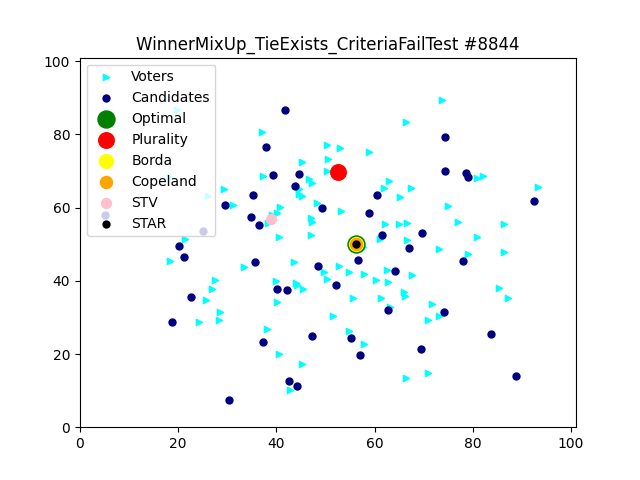 WinnerMixUp_TieExists_CriteriaFailTest #8844
100
80
60
40
20
0
Voters
Candidates
Optimal
Plurality
Borda
Copeland
STV
STAR
0 20 40 60 80 100